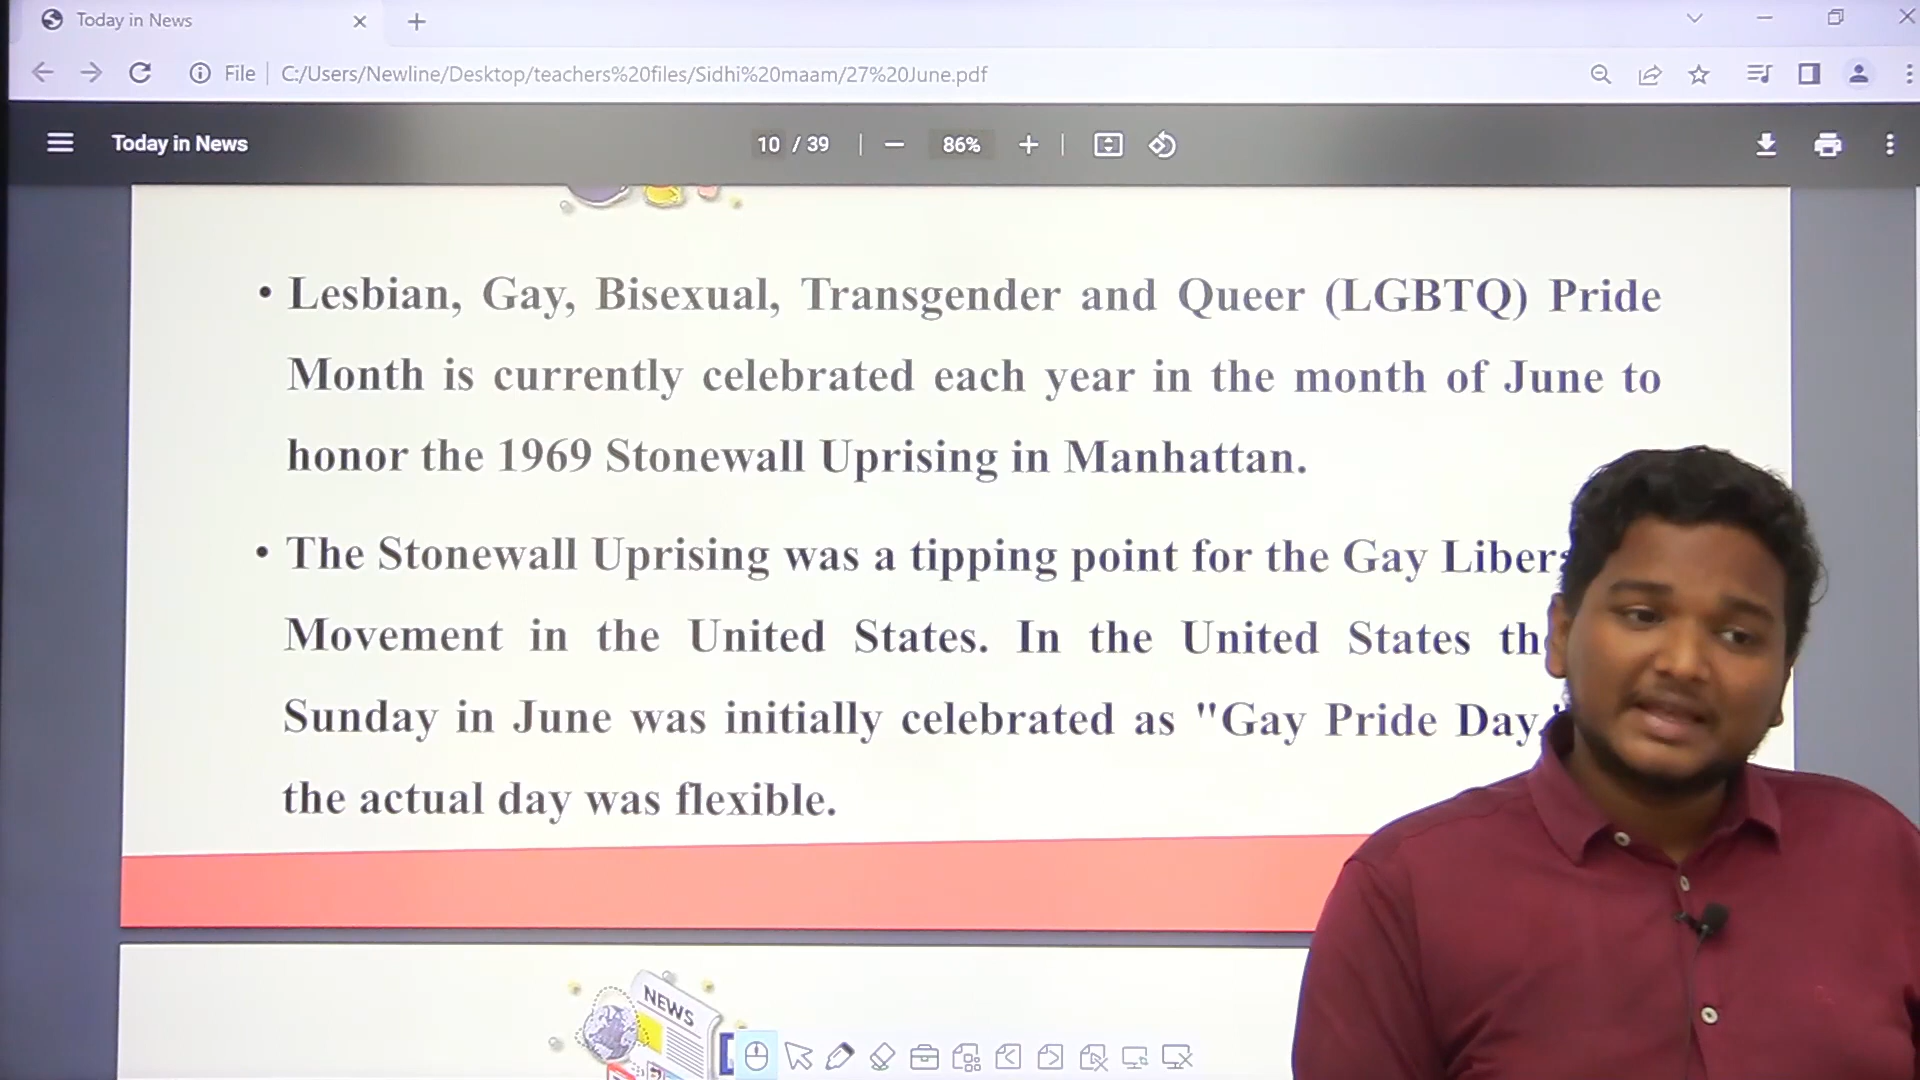 Today in News
File
C:/Users/Newline/Desktop/teachers%20files/Sidhi%20maam/27%20June.pdf
Today in News
10 / 39
86%
• Lesbian, Gay, Bisexual, Transgender and Queer (LGBTQ) Pride
Month is currently celebrated each year in the month of June to
honor the 1969 Stonewall Uprising in Manhattan.
• The Stonewall Uprising was a tipping point for the Gay
Movement in the United States. In the United States
Sunday in June was initially celebrated as "Gay Pride Day,"
the actual day was flexible.
NEWS